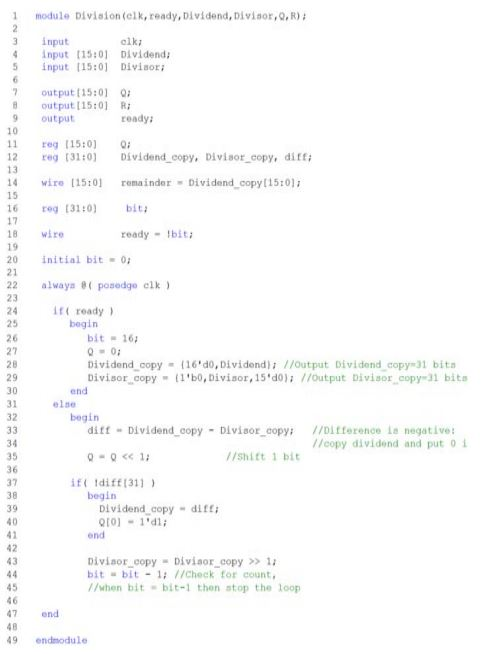 1 module Division(clk,ready,Dividend,Divisor,Q,R);
2
3 input clk;
4 input [15:0] Dividend;
5 input [15:0] Divisor;
6
7 output[15:0] Q;
8 output[15:0] R;
9 output ready;
10
11 reg [15:0] Q;
12 reg [31:0] Dividend_copy, Divisor_copy, diff;
13
14 wire [15:0] remainder = Dividend_copy[15:0];
15
16 reg [31:0] bit;
17
18 wire ready = !bit;
19
20 initial bit = 0;
21
22 always @( posedge clk )
23
24 if( ready )
25 begin
26 bit = 16;
27 Q = 0;
28 Dividend_copy = {16'd0,Dividend}; //Output Dividend_copy=31 bits
29 Divisor_copy = {1'b0,Divisor,15'd0}; //Output Divisor_copy=31 bits
30 end
31 else
32 begin
33 diff = Dividend_copy - Divisor_copy; //Difference is negative:
34 //copy dividend and put 0 i
35 Q = Q << 1; //Shift 1 bit
36
37 if( !diff[31] )
38 begin
39 Dividend_copy = diff;
40 Q[0] = 1'd1;
41 end
42
43 Divisor_copy = Divisor_copy >> 1;
44 bit = bit - 1; //Check for count,
45 //when bit = bit-1 then stop the loop
46
47 end
48
49 endmodule